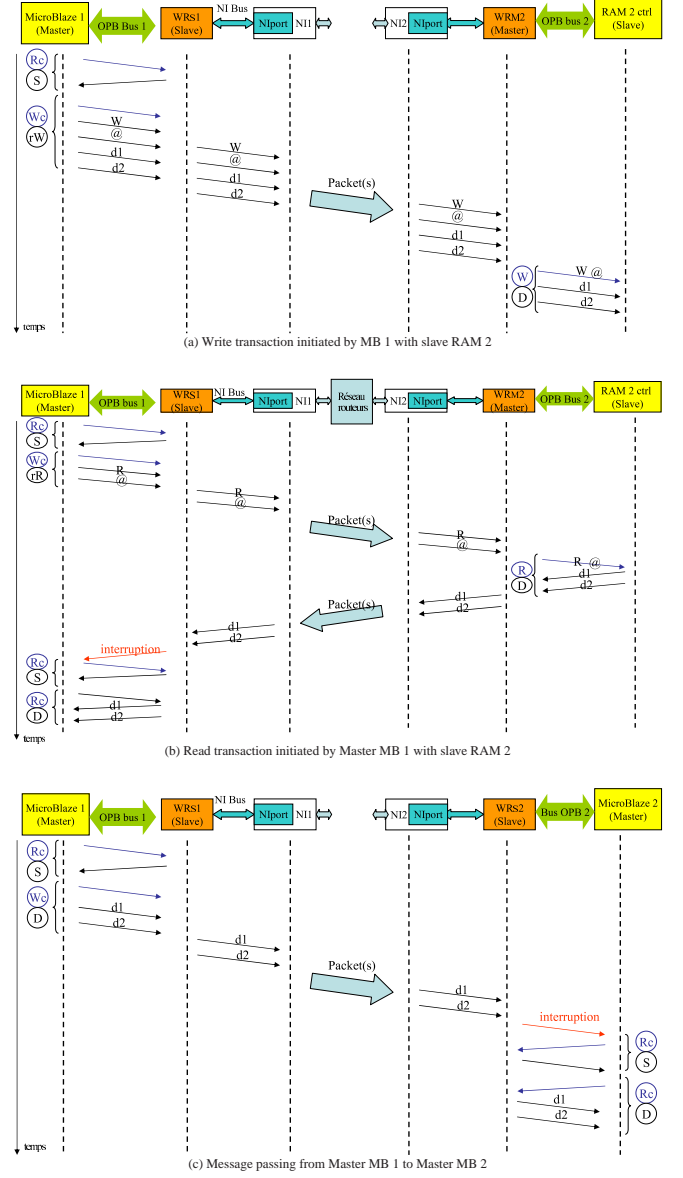 MicroBlaze 1
(Master)
OPB Bus 1
WRS1
(Slave)
NI Bus
NIport
NI1
NI2
NIport
WRM2
(Master)
OPB bus 2
RAM 2 ctrl
(Slave)
Rc
S
Wc
rW
W
@
d1
d2
W
@
d1
d2
Packet(s)
W
@
d1
d2
W
D
W @
d1
d2
temps
(a) Write transaction initiated by MB 1 with slave RAM 2
MicroBlaze 1
(Master)
OPB bus 1
WRS1
(Slave)
NI Bus
NIport
NI1
Réseau
routeurs
NI2
NIport
WRM2
(Master)
OPB Bus 2
RAM 2 ctrl
(Slave)
Rc
S
Wc
rR
R
@
R
@
Packet(s)
R
@
R
D
R @
d1
d2
d1
d2
Packet(s)
d1
d2
interruption
Rc
S
Rc
D
d1
d2
temps
(b) Read transaction initiated by Master MB 1 with slave RAM 2
MicroBlaze 1
(Master)
OPB bus 1
WRS1
(Slave)
NI Bus
NIport
NI1
NI2
NIport
WRS2
(Slave)
Bus OPB 2
MicroBlaze 2
(Master)
Rc
S
Wc
D
d1
d2
d1
d2
Packet(s)
d1
d2
interruption
Rc
S
Rc
D
d1
d2
temps
(c) Message passing from Master MB 1 to Master MB 2